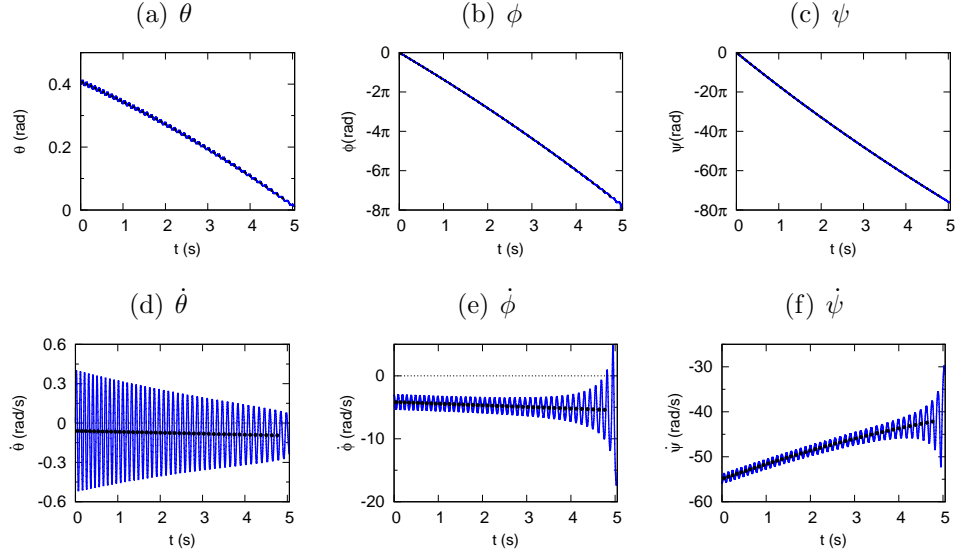 (a) θ
(b) ϕ
(c) ψ
0.4
0.2
0
θ (rad)
0 1 2 3 4 5
t (s)
0
-2π
-4π
-6π
-8π
ϕ(rad)
0 1 2 3 4 5
t (s)
0
-20π
-40π
-60π
-80π
ψ(rad)
0 1 2 3 4 5
t (s)
(d) θ̇
(e) ϕ̇
(f) ψ̇
0.6
0.3
0
-0.3
-0.6
θ̇ (rad/s)
0 1 2 3 4 5
t (s)
0
-10
-20
ϕ̇ (rad/s)
0 1 2 3 4 5
t (s)
-30
-40
-50
-60
ψ̇ (rad/s)
0 1 2 3 4 5
t (s)